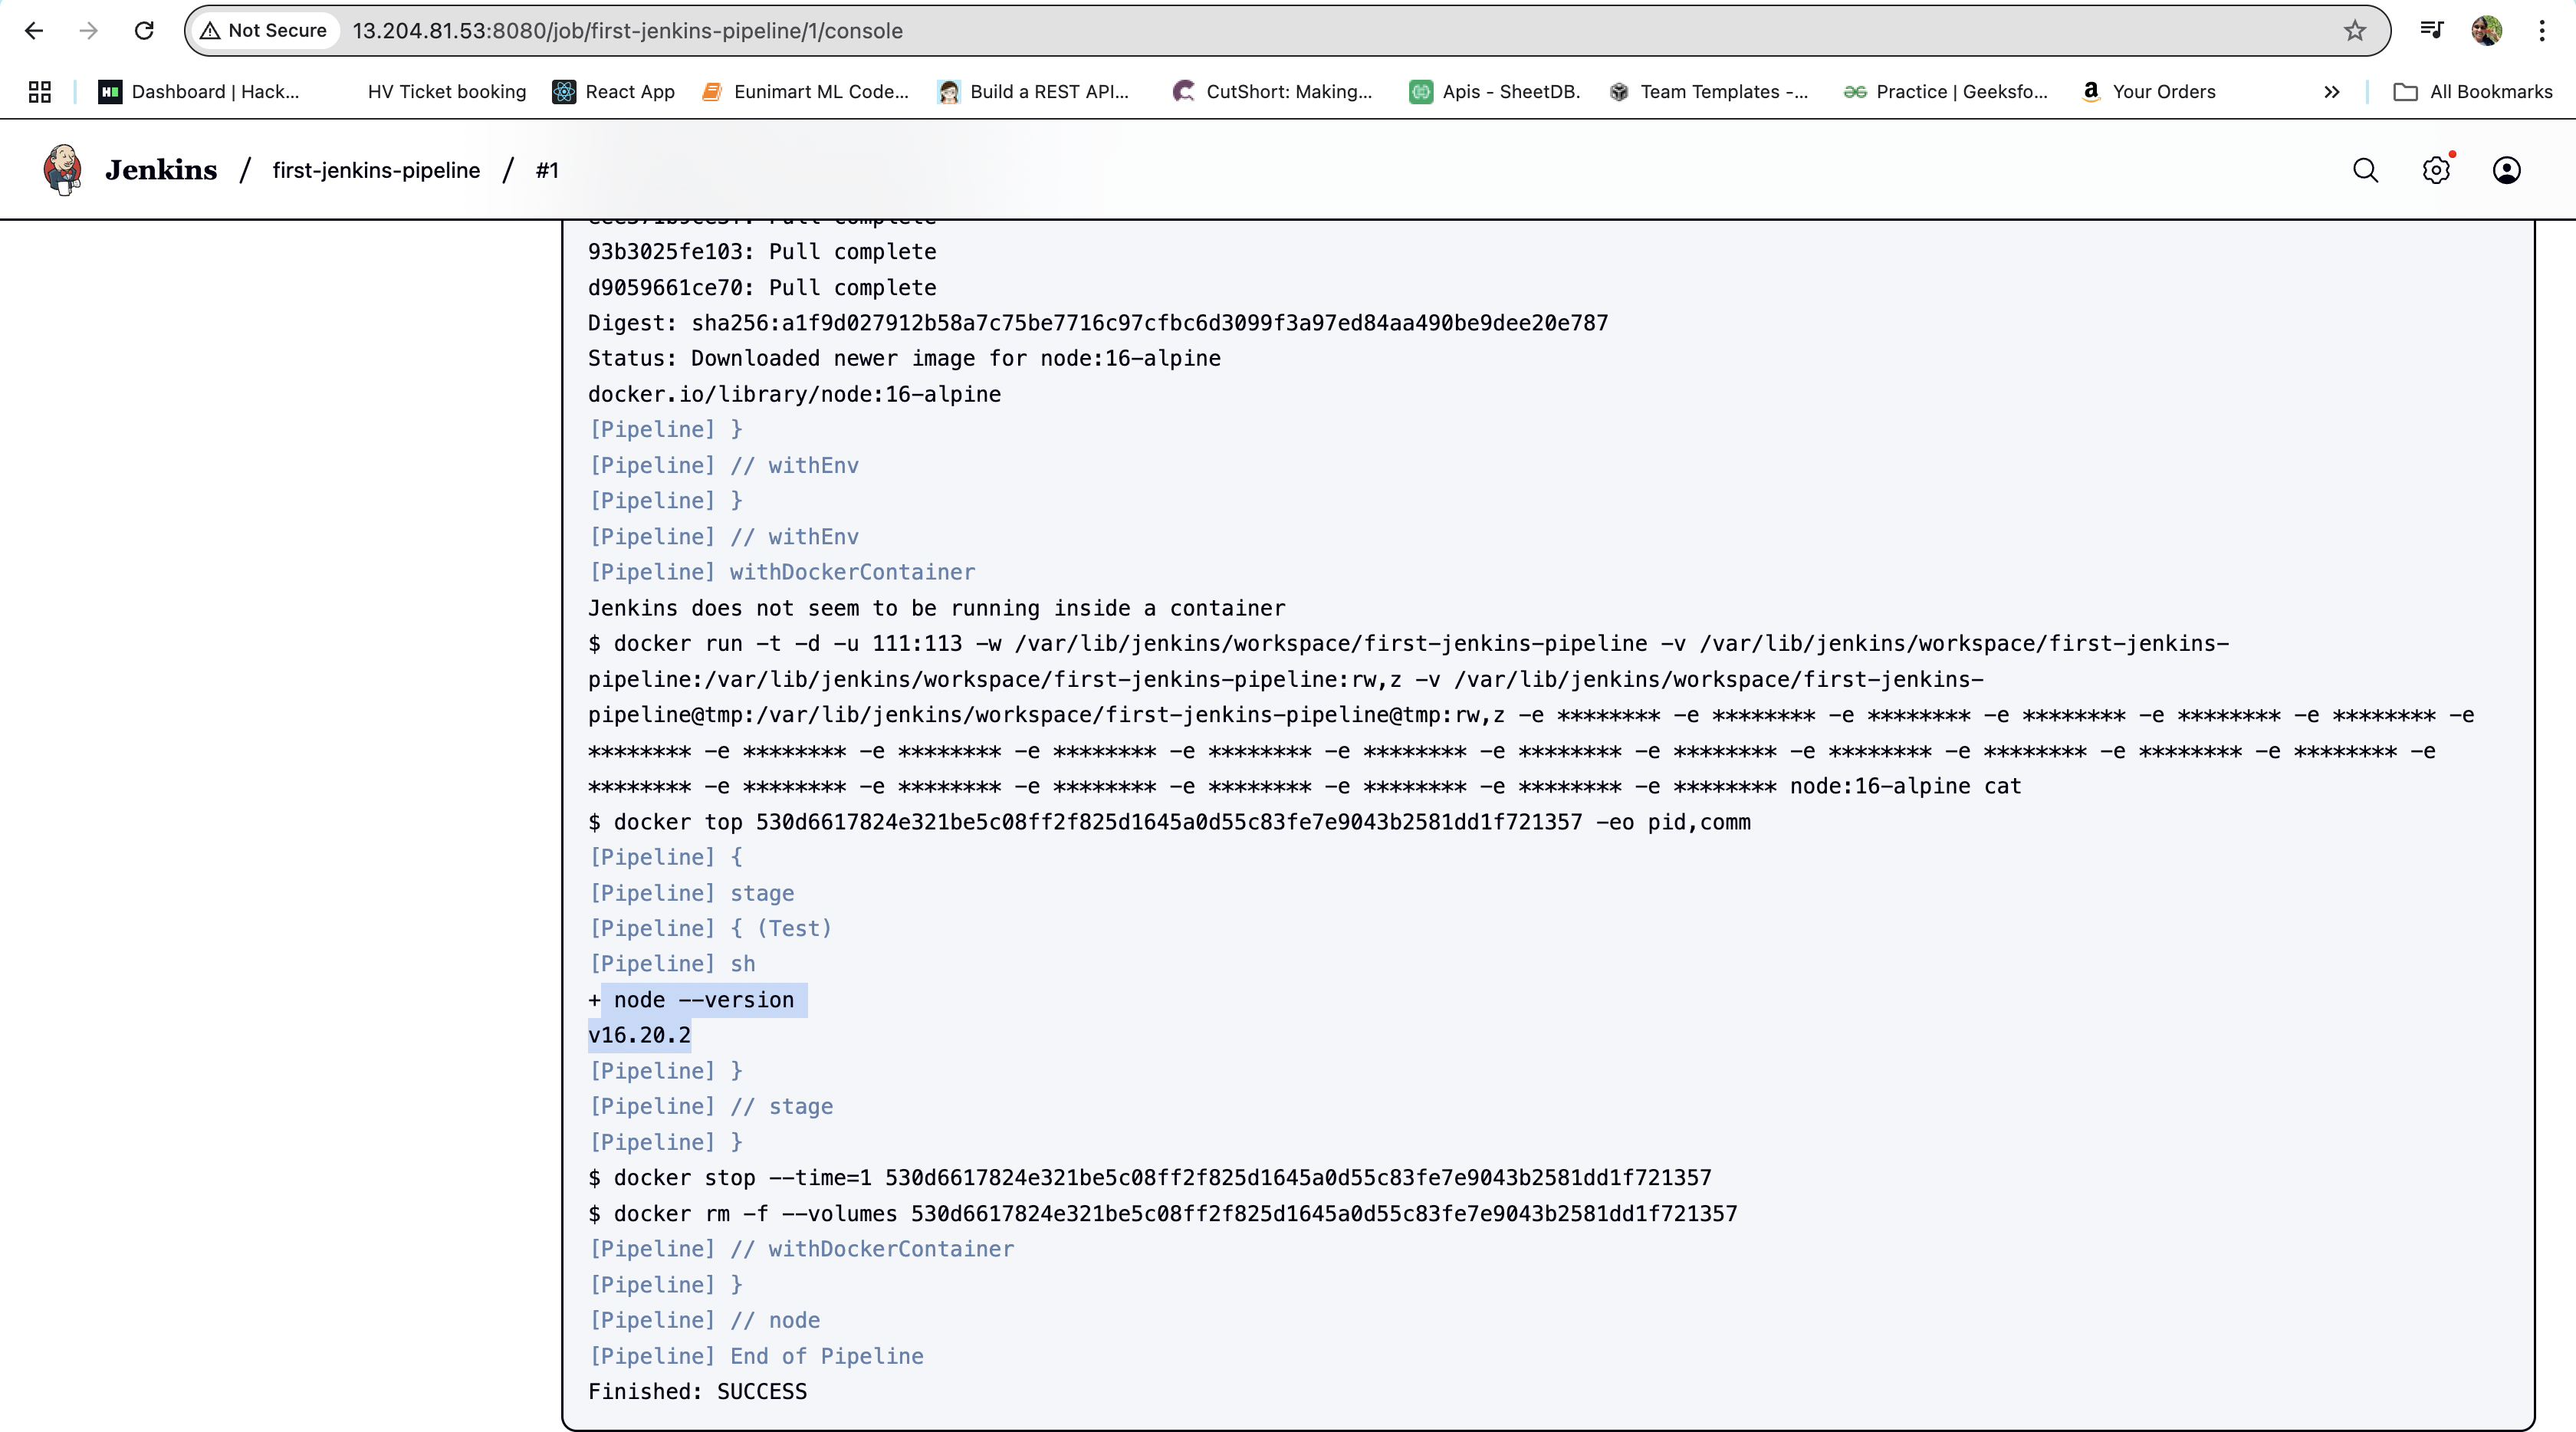 Not Secure 13.204.81.53:8080/job/first-jenkins-pipeline/1/console
Dashboard | Hack... HV Ticket booking React App Eunimart ML Code... Build a REST API... CutShort: Making... Apis - SheetDB. Team Templates -... Practice | Geeksfo... Your Orders » All Bookmarks
Jenkins / first-jenkins-pipeline / #1
93b3025fe103: Pull complete
d9059661ce70: Pull complete
Digest: sha256:a1f9d027912b58a7c75be7716c97cfbc6d3099f3a97ed84aa490be9dee20e787
Status: Downloaded newer image for node:16-alpine
docker.io/library/node:16-alpine
[Pipeline] }
[Pipeline] // withEnv
[Pipeline] }
[Pipeline] // withEnv
[Pipeline] withDockerContainer
Jenkins does not seem to be running inside a container
$ docker run -t -d -u 111:113 -w /var/lib/jenkins/workspace/first-jenkins-pipeline -v /var/lib/jenkins/workspace/first-jenkins-
pipeline:/var/lib/jenkins/workspace/first-jenkins-pipeline:rw,z -v /var/lib/jenkins/workspace/first-jenkins-
pipeline@tmp:/var/lib/jenkins/workspace/first-jenkins-pipeline@tmp:rw,z -e ******** -e ******** -e ******** -e ******** -e ******** -e ******** -e
******** -e ******** -e ******** -e ******** -e ******** -e ******** -e ******** -e ******** -e ******** -e ******** -e ******** -e ******** -e
******** -e ******** -e ******** -e ******** -e ******** -e ******** -e ******** -e ******** node:16-alpine cat
$ docker top 530d6617824e321be5c08ff2f825d1645a0d55c83fe7e9043b2581dd1f721357 -eo pid,comm
[Pipeline] {
[Pipeline] stage
[Pipeline] { (Test)
[Pipeline] sh
+ node --version
v16.20.2
[Pipeline] }
[Pipeline] // stage
[Pipeline] }
$ docker stop --time=1 530d6617824e321be5c08ff2f825d1645a0d55c83fe7e9043b2581dd1f721357
$ docker rm -f --volumes 530d6617824e321be5c08ff2f825d1645a0d55c83fe7e9043b2581dd1f721357
[Pipeline] // withDockerContainer
[Pipeline] }
[Pipeline] // node
[Pipeline] End of Pipeline
Finished: SUCCESS